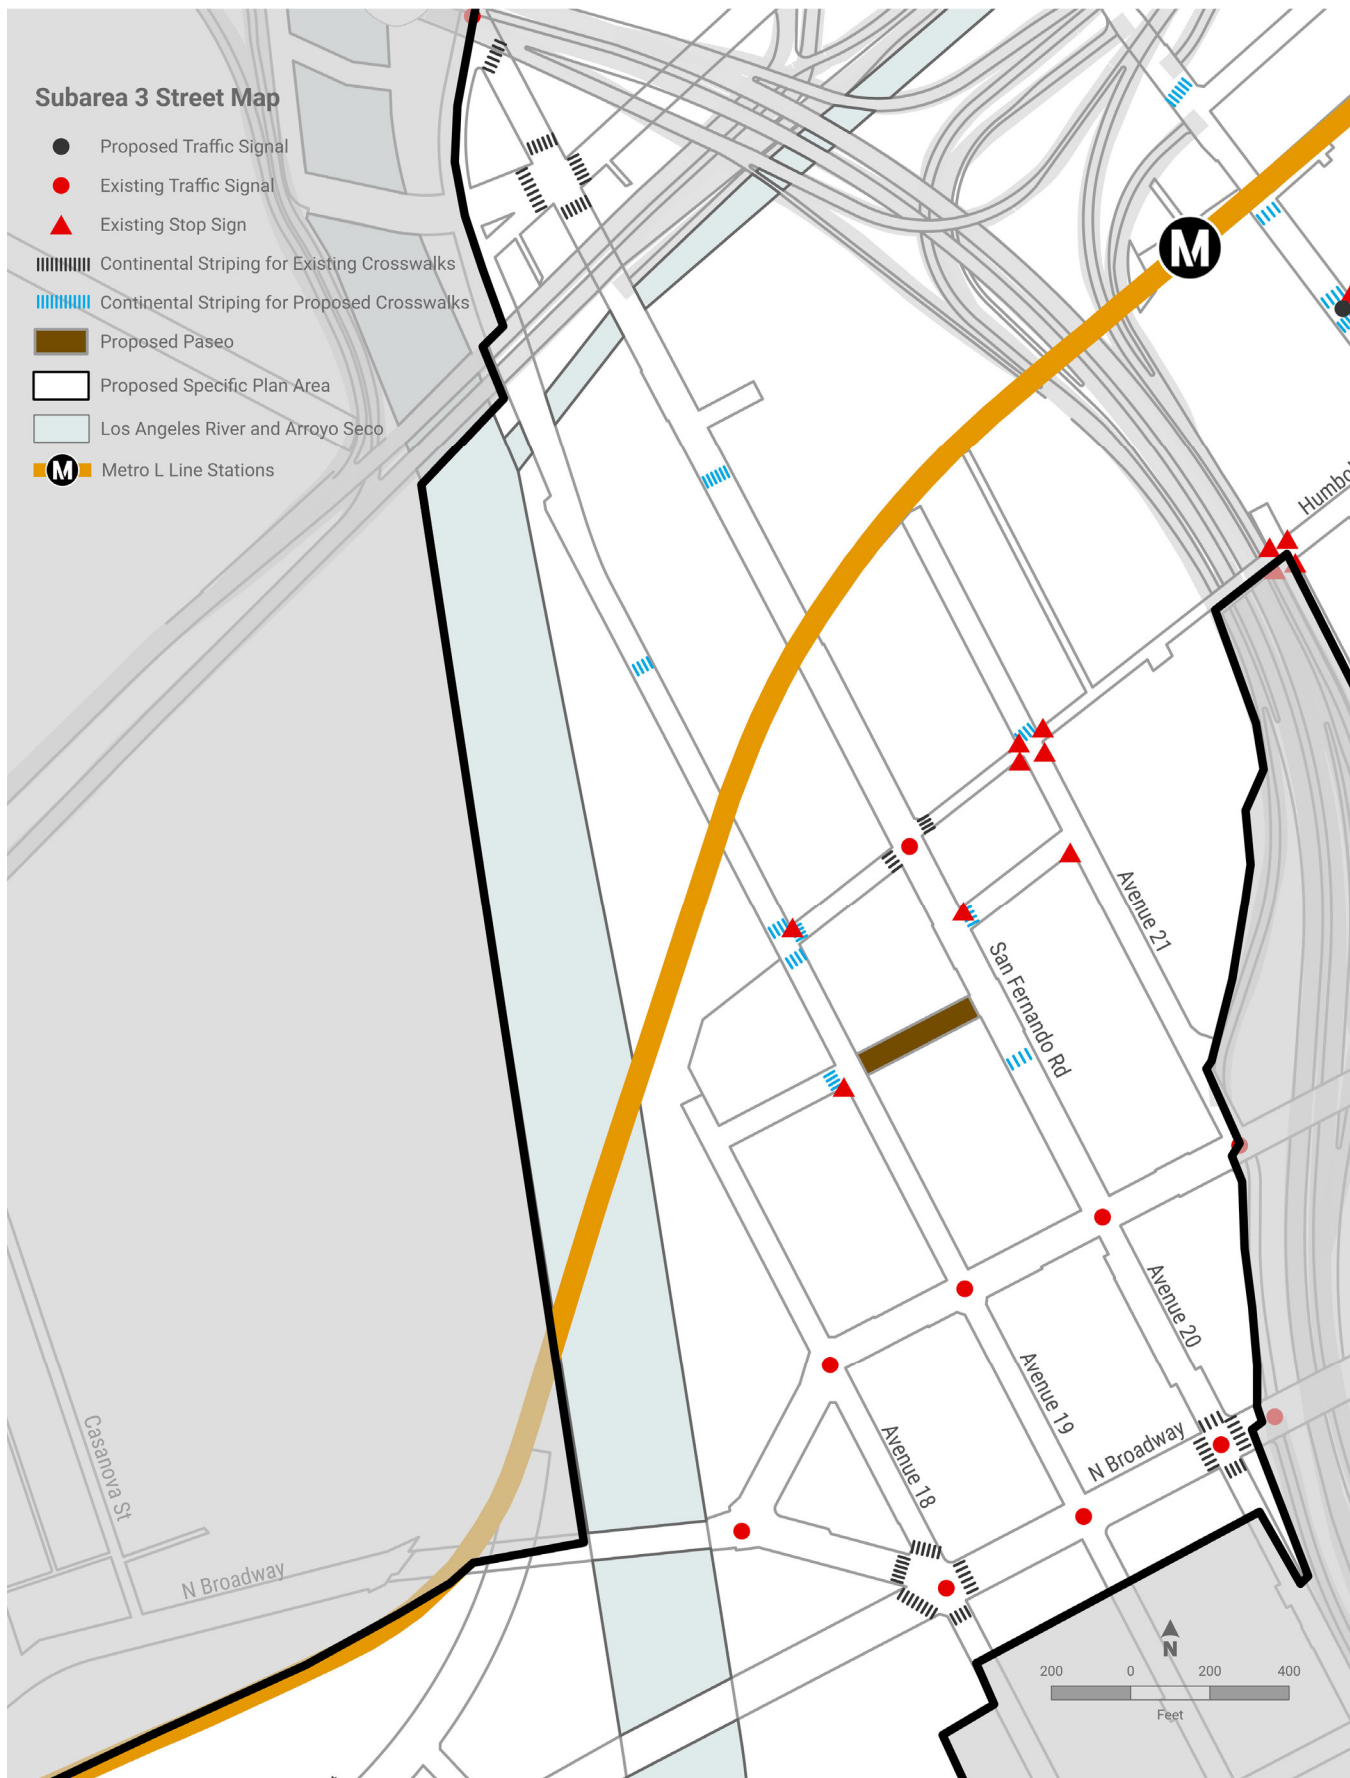 Subarea 3 Street Map
Proposed Traffic Signal
Existing Traffic Signal
Existing Stop Sign
Continental Striping for Existing Crosswalks
Continental Striping for Proposed Crosswalks
Proposed Paseo
Proposed Specific Plan Area
Los Angeles River and Arroyo Seco
M Metro L Line Stations
M
Humbo
Avenue 21
San Fernando Rd
Avenue 20
Avenue 19
N Broadway
Avenue 18
Casanova St
N Broadway
N
200 0 200 400
Feet